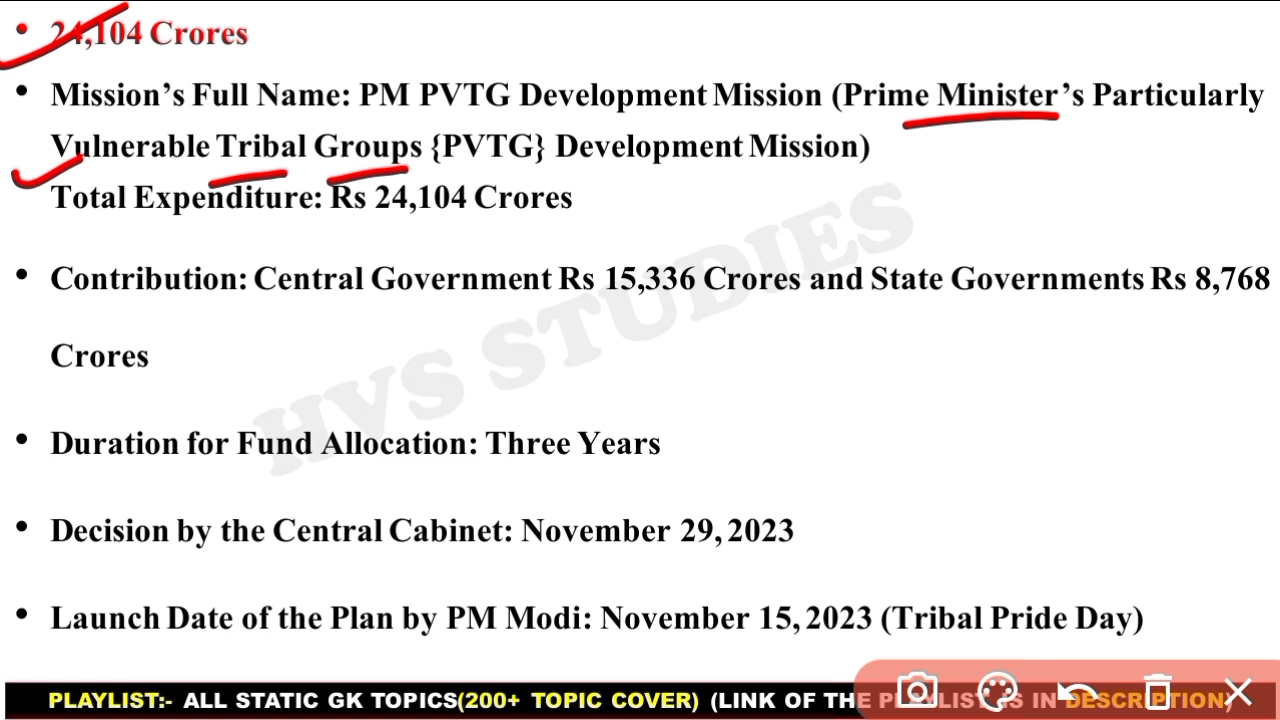 24,104 Crores
Mission’s Full Name: PM PVTG Development Mission (Prime Minister’s Particularly
Vulnerable Tribal Groups {PVTG} Development Mission)
Total Expenditure: Rs 24,104 Crores
Contribution: Central Government Rs 15,336 Crores and State Governments Rs 8,768
Crores
HVS STUDIES
Duration for Fund Allocation: Three Years
Decision by the Central Cabinet: November 29, 2023
Launch Date of the Plan by PM Modi: November 15, 2023 (Tribal Pride Day)
PLAYLIST:- ALL STATIC GK TOPICS(200+ TOPIC COVER) (LINK OF THE PLAYLIST IS IN DESCRIPTION)